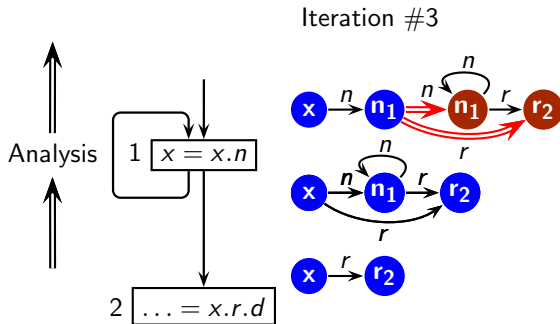 Iteration #3
n
n
n
r
x
n₁
n₁
r₂
r
Analysis
1
x = x.n
n
n
r
x
n₁
r₂
r
r
x
r₂
2
... = x.r.d